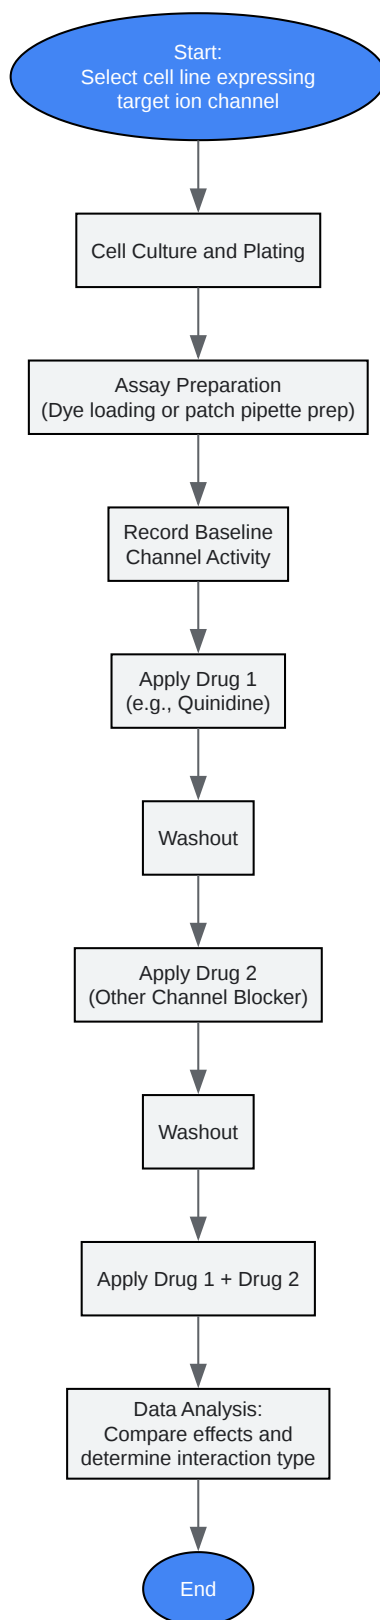 Start:
Select cell line expressing
target ion channel
Cell Culture and Plating
Assay Preparation
(Dye loading or patch pipette prep)
Record Baseline
Channel Activity
Apply Drug 1
(e.g., Quinidine)
Washout
Apply Drug 2
(Other Channel Blocker)
Washout
Apply Drug 1 + Drug 2
Data Analysis:
Compare effects and
determine interaction type
End